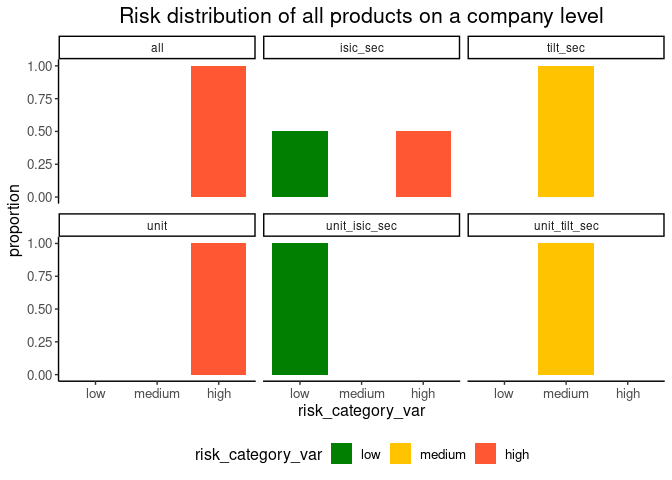 Risk distribution of all products on a company level
all isic_sec tilt_sec
1.00
0.75
0.50
0.25
0.00
proportion
unit unit_isic_sec unit_tilt_sec
1.00
0.75
0.50
0.25
0.00
low medium high low medium high low medium high
risk_category_var
risk_category_var low medium high